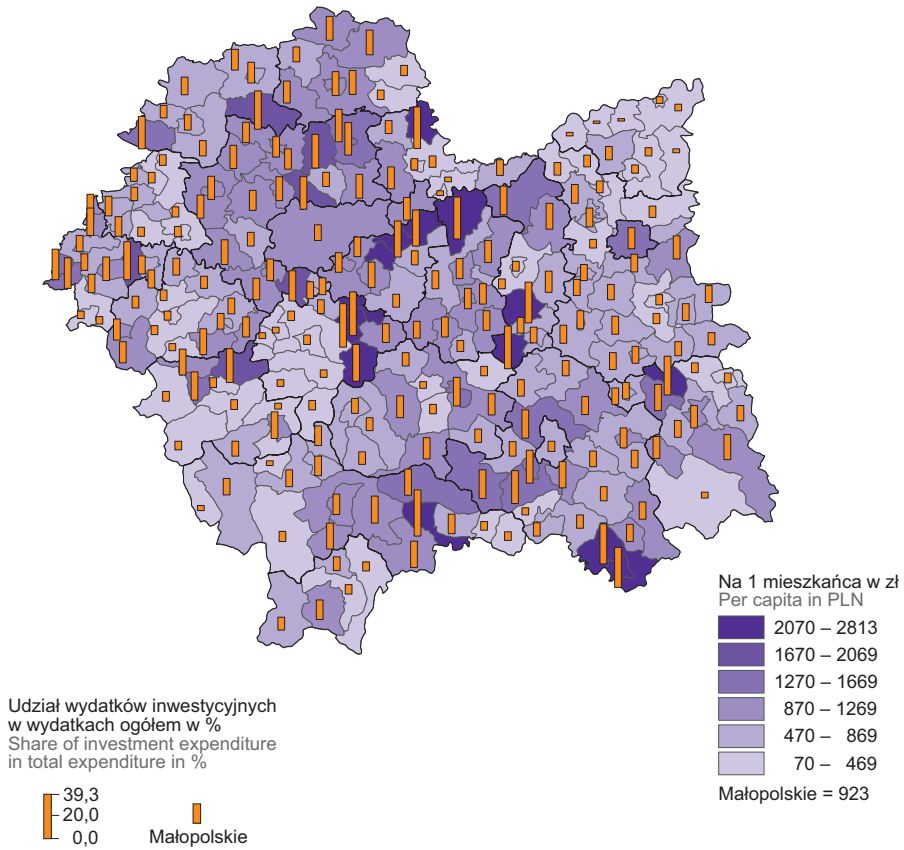 Na 1 mieszkańca w zł
Per capita in PLN
2070 – 2813
1670 – 2069
1270 – 1669
870 – 1269
470 – 869
70 – 469
Małopolskie = 923
Udział wydatków inwestycyjnych
w wydatkach ogółem w %
Share of investment expenditure
in total expenditure in %
39,3
20,0
0,0
Małopolskie